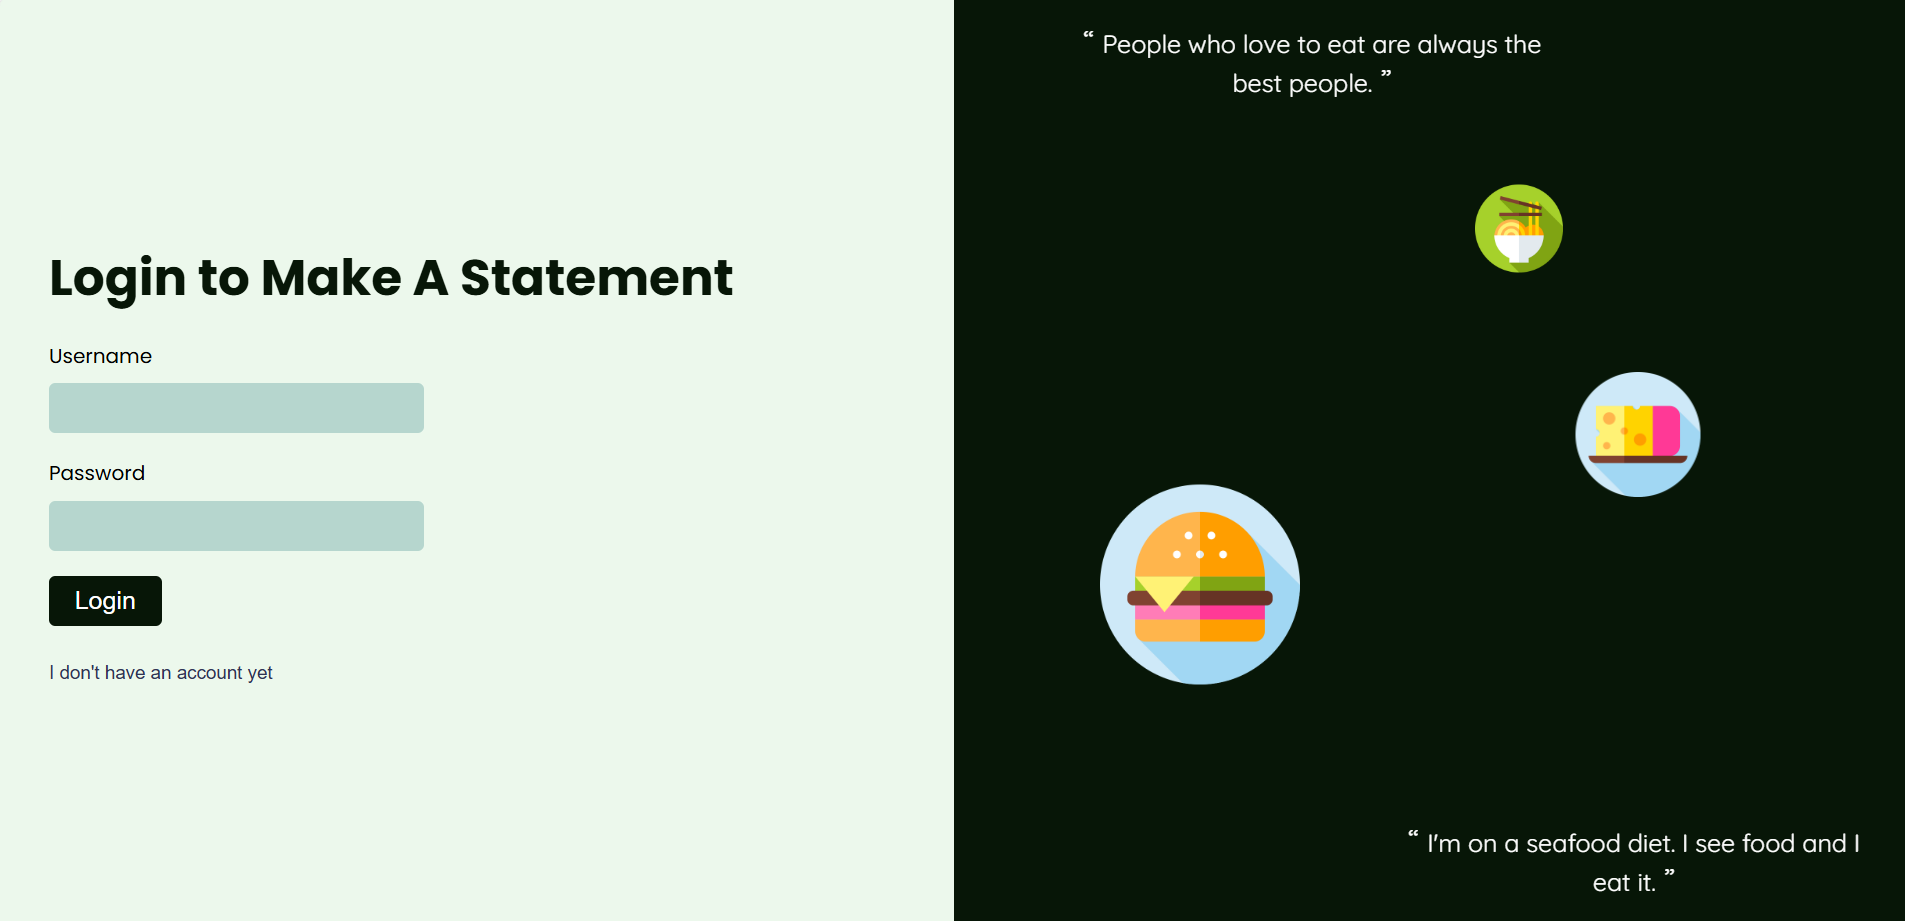 Login to Make A Statement
Username
Password
Login
I don't have an account yet
“ People who love to eat are always the
best people. ”
“ I'm on a seafood diet. I see food and I
eat it. ”